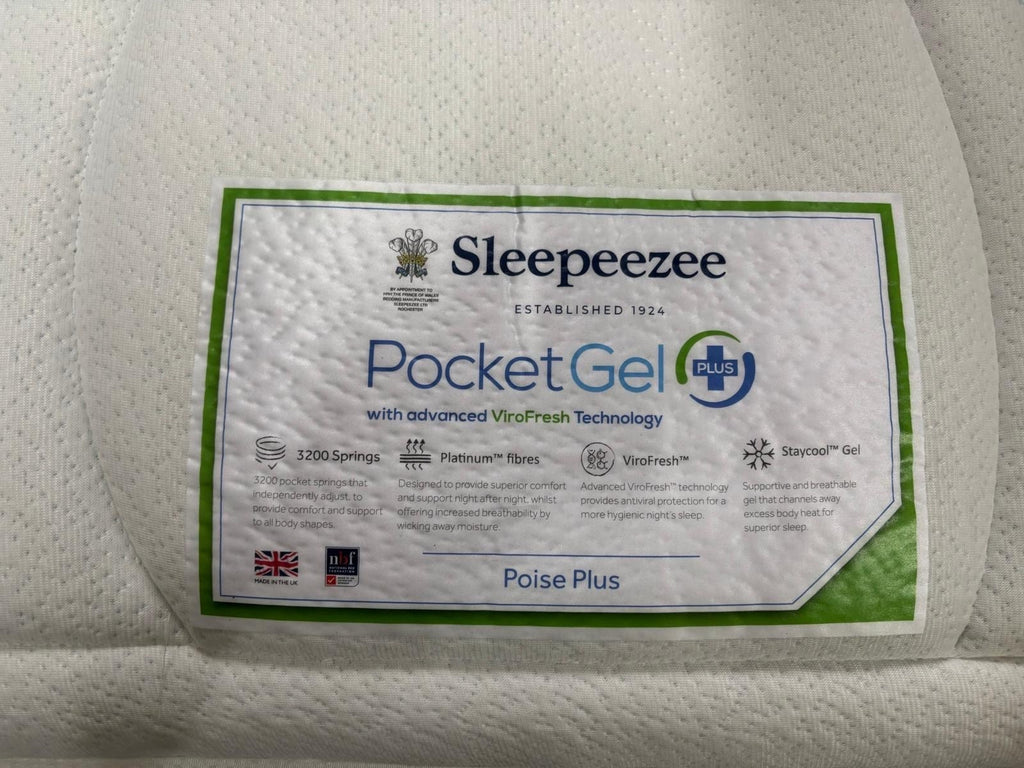 Sleepeezee
BY APPOINTMENT TO
HRH THE PRINCE OF WALES
BEDDING MANUFACTURERS
SLEEPEEZEE LTD
ROCHESTER
ESTABLISHED 1924
PocketGel PLUS
with advanced ViroFresh Technology
3200 Springs
3200 pocket springs that
independently adjust, to
provide comfort and support
to all body shapes.
Platinum™ fibres
Designed to provide superior comfort
and support night after night, whilst
offering increased breathability by
wicking away moisture.
ViroFresh™
Advanced ViroFresh™ technology
provides antiviral protection for a
more hygienic night's sleep.
Staycool™ Gel
Supportive and breathable
gel that channels away
excess body heat for
superior sleep.
MADE IN THE UK
nbf
NATIONAL BED
FEDERATION
Poise Plus